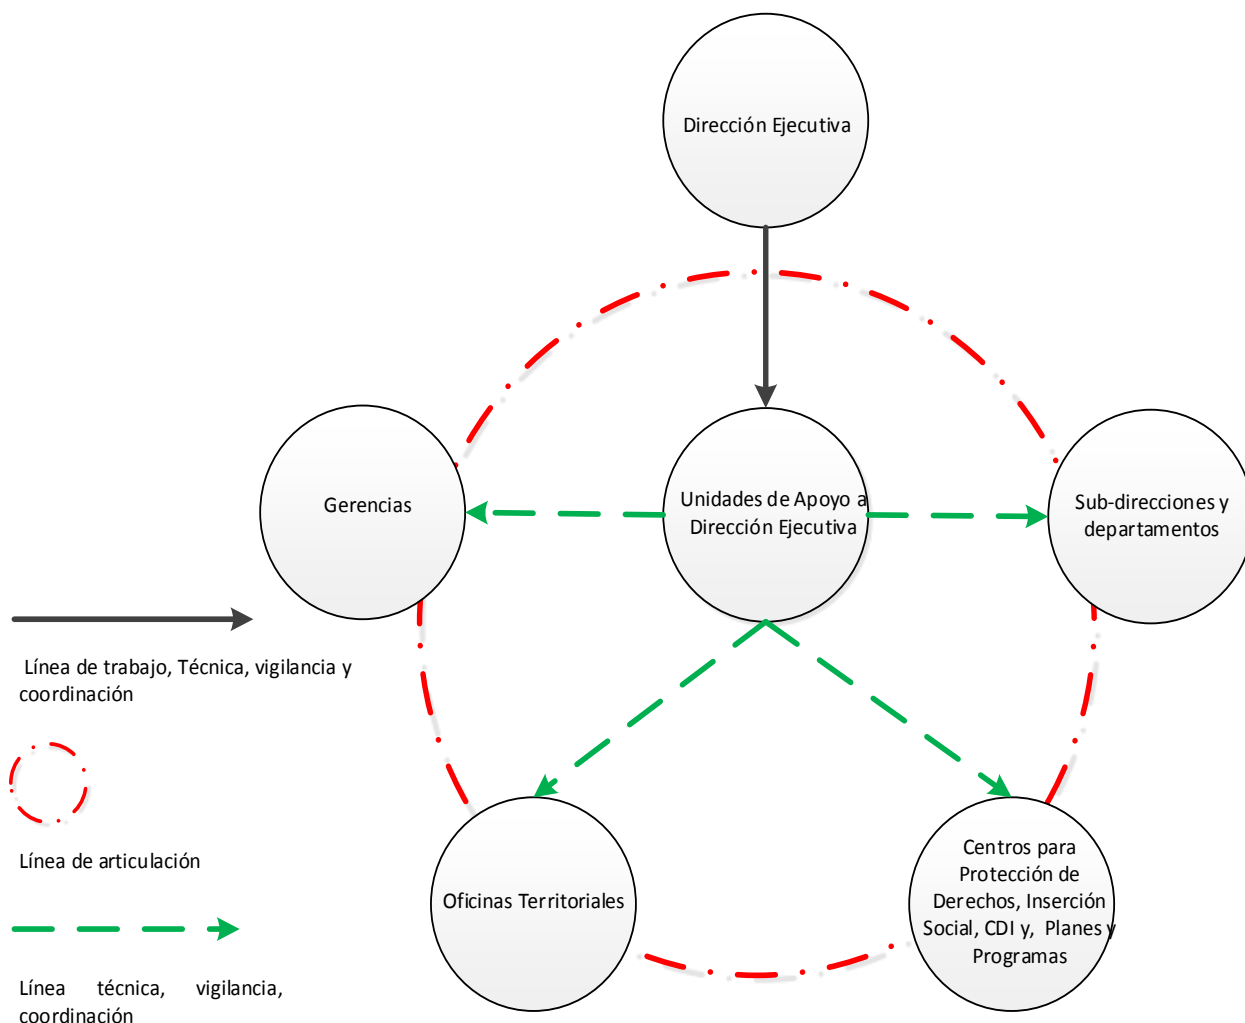 Dirección Ejecutiva
Gerencias
Unidades de Apoyo a
Dirección Ejecutiva
Sub-direcciones y
departamentos
Línea de trabajo, Técnica, vigilancia y
coordinación
Línea de articulación
Línea técnica, vigilancia,
coordinación
Oficinas Territoriales
Centros para
Protección de
Derechos, Inserción
Social, CDI y, Planes y
Programas